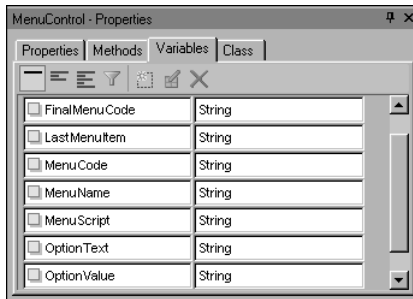 MenuControl - Properties
Properties Methods Variables Class
FinalMenuCode String
LastMenuItem String
MenuCode String
MenuName String
MenuScript String
OptionText String
OptionValue String